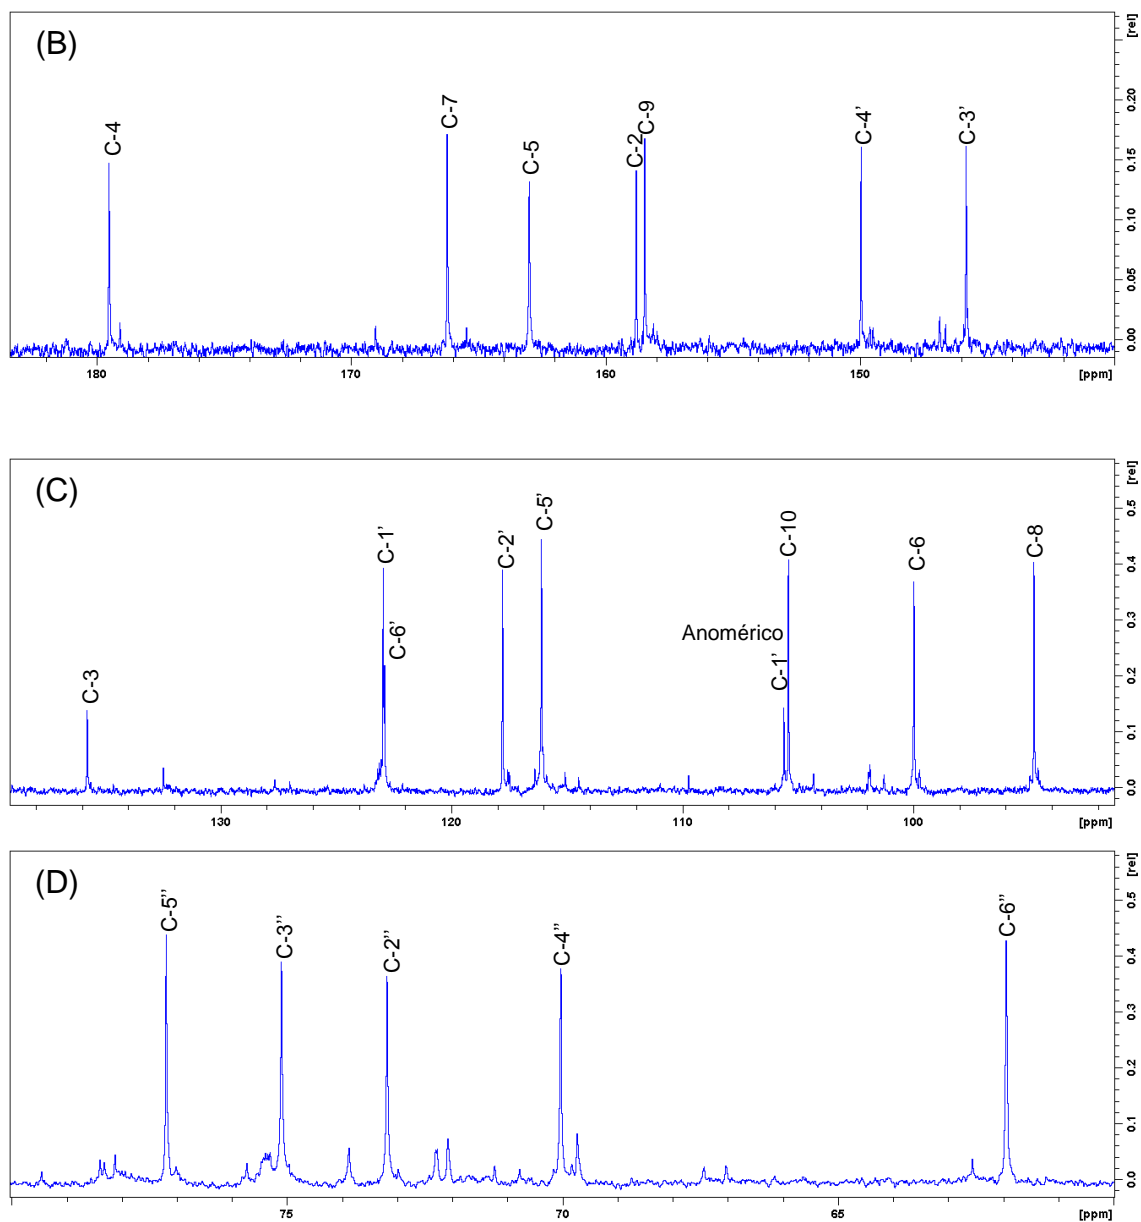 (B)
C-4
C-7
C-5
C-2
C-9
C-4’
C-3’
[rel]
0.20
0.15
0.10
0.05
0.00
180
170
160
150
[ppm]
(C)
C-3
C-1’
C-6’
C-2’
C-5’
Anomérico
C-1’
C-10
C-6
C-8
[rel]
0.5
0.4
0.3
0.2
0.1
0.0
130
120
110
100
[ppm]
(D)
C-5’’
C-3’’
C-2’’
C-4’’
C-6’’
[rel]
0.5
0.4
0.3
0.2
0.1
0.0
75
70
65
[ppm]